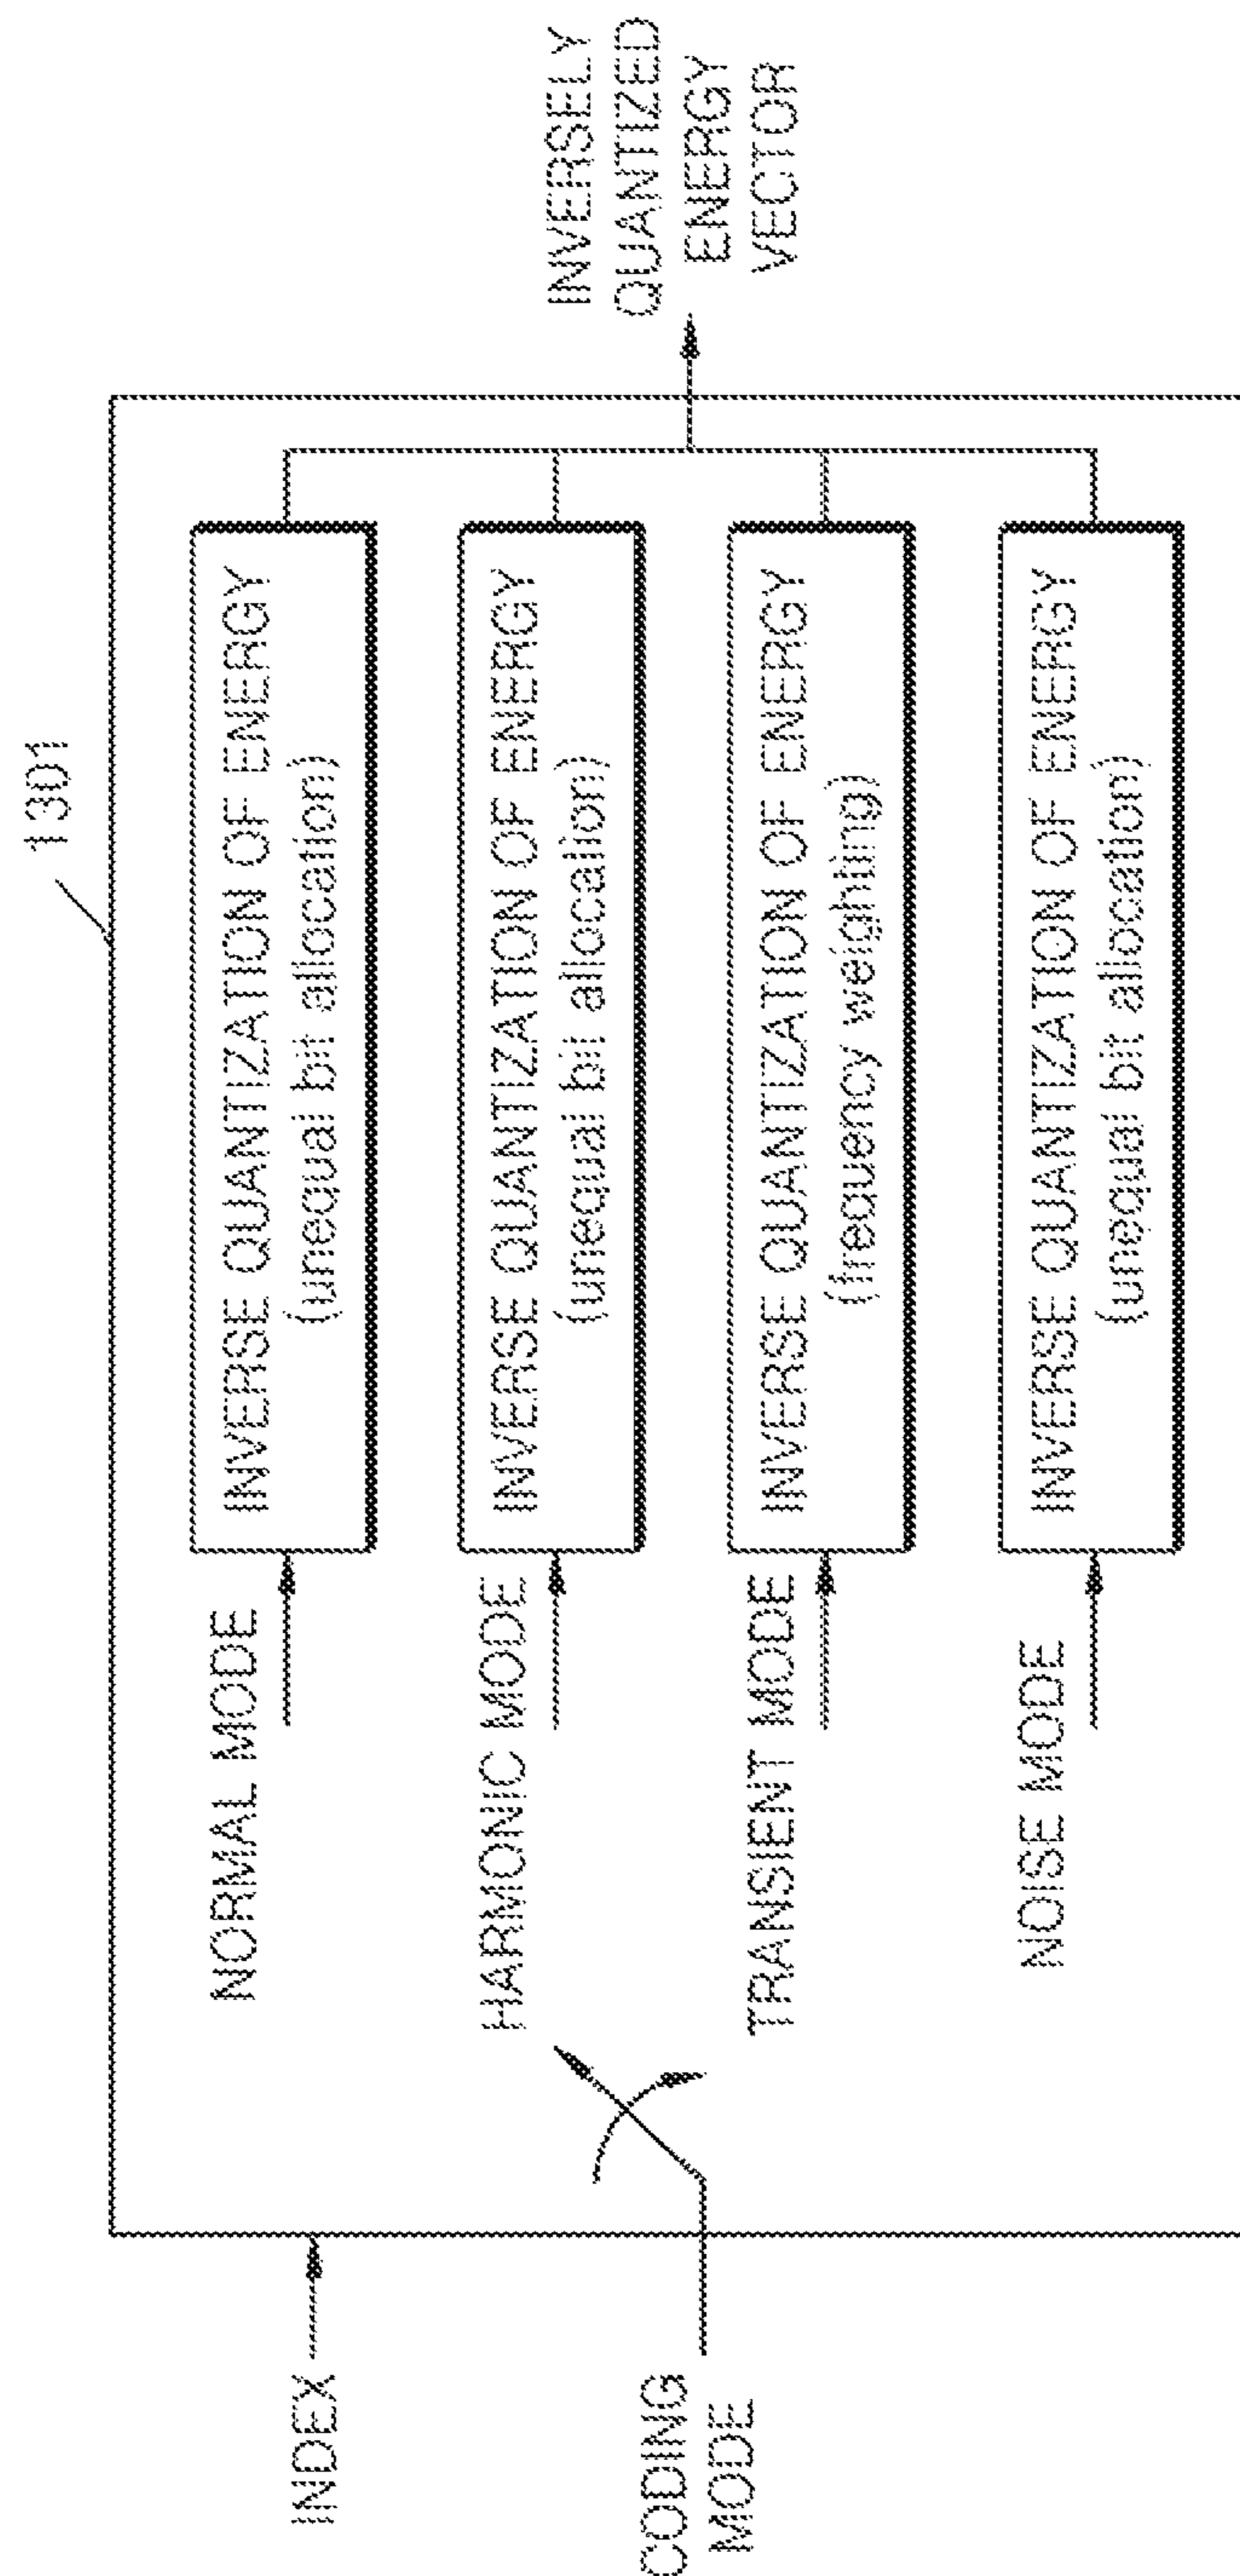 1301
INDEX
CODING
MODE
NORMAL MODE
INVERSE QUANTIZATION OF ENERGY
(unequal bit allocation)
HARMONIC MODE
INVERSE QUANTIZATION OF ENERGY
(unequal bit allocation)
TRANSIENT MODE
INVERSE QUANTIZATION OF ENERGY
(frequency weighting)
NOISE MODE
INVERSE QUANTIZATION OF ENERGY
(unequal bit allocation)
INVERSELY
QUANTIZED
ENERGY
VECTOR